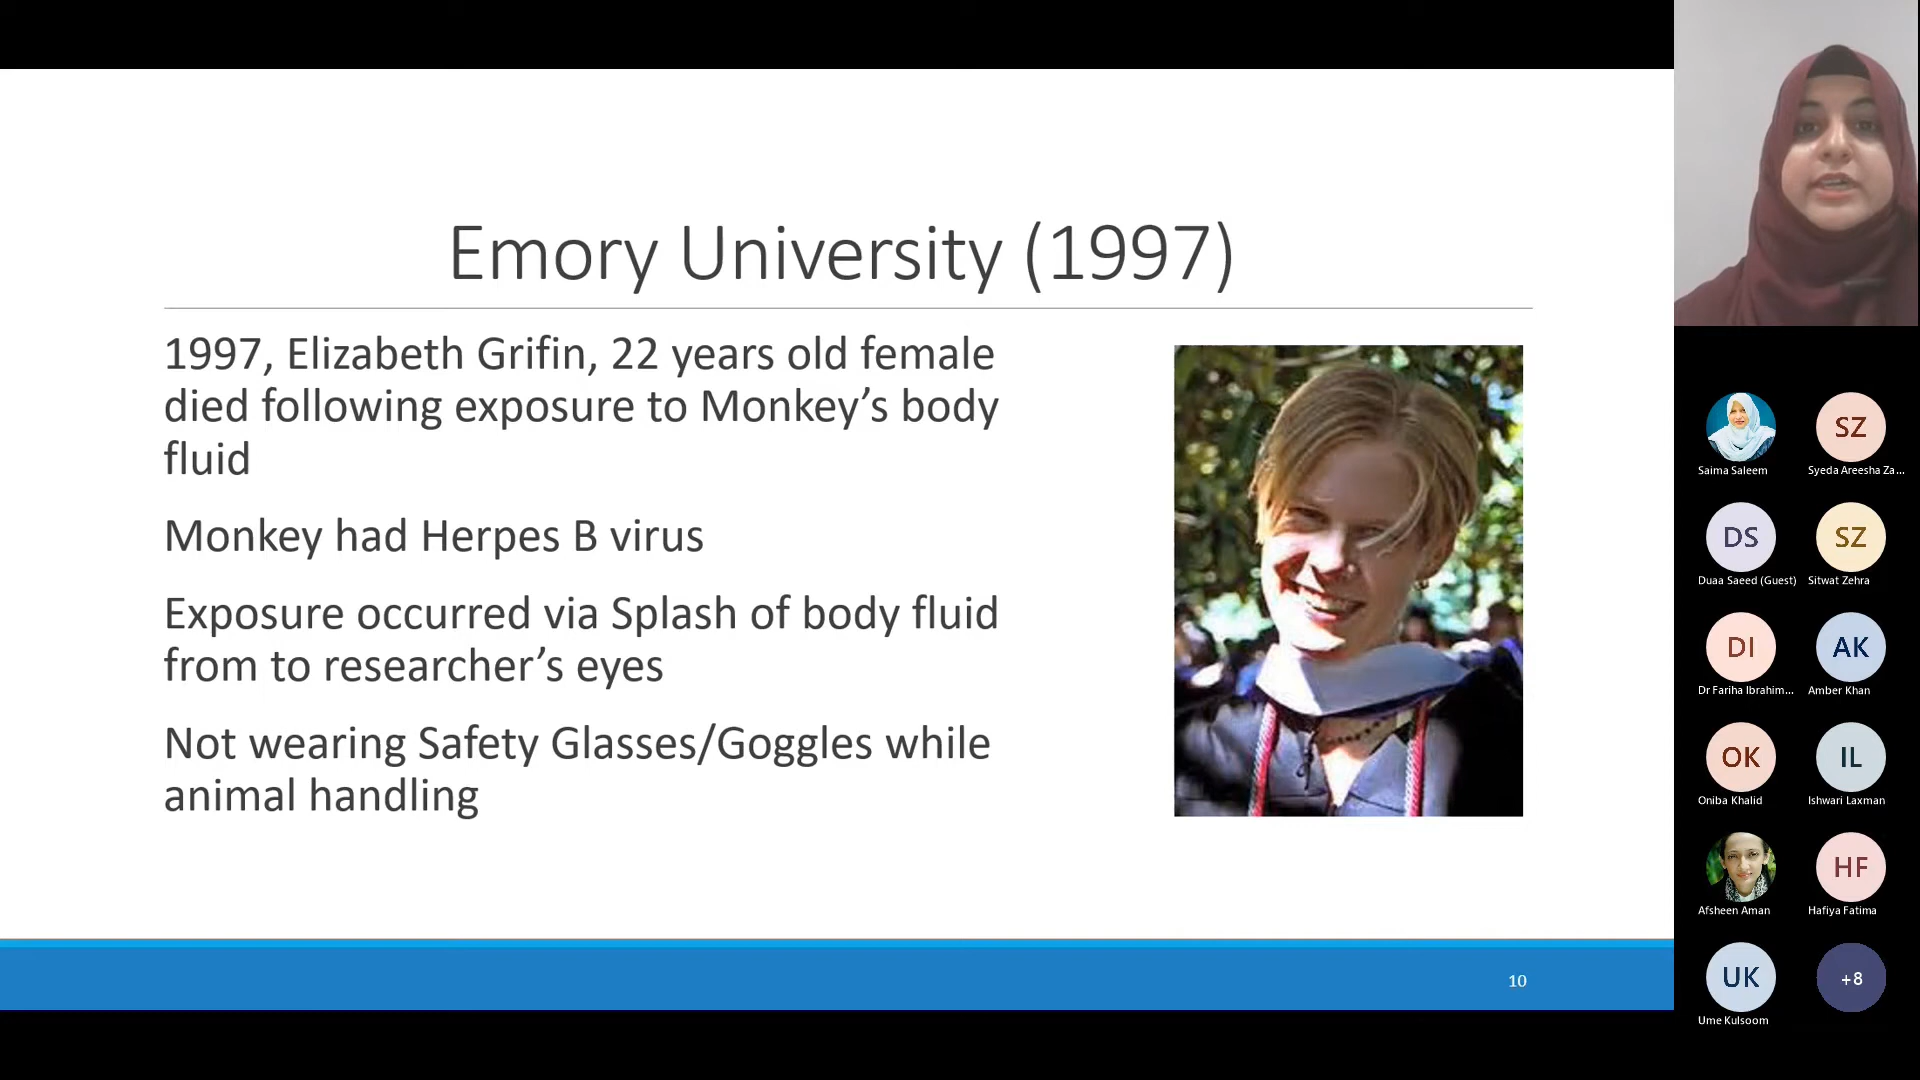 Emory University (1997)
1997, Elizabeth Grifin, 22 years old female
died following exposure to Monkey’s body
fluid
Monkey had Herpes B virus
Exposure occurred via Splash of body fluid
from to researcher’s eyes
Not wearing Safety Glasses/Goggles while
animal handling
10
SZ
Saima Saleem
Syeda Areesha Za...
DS
SZ
Duaa Saeed (Guest)
Sitwat Zehra
DI
AK
Dr Fariha Ibrahim...
Amber Khan
OK
IL
Oniba Khalid
Ishwari Laxman
HF
Afsheen Aman
Hafiya Fatima
UK
+8
Ume Kulsoom